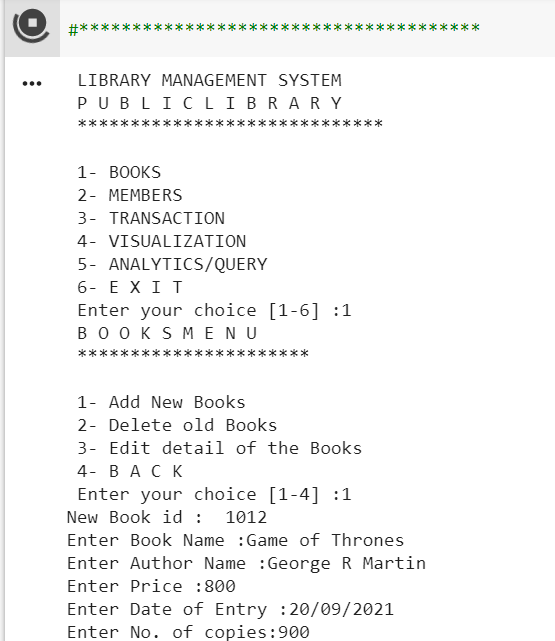 #**************************************
...
LIBRARY MANAGEMENT SYSTEM
P U B L I C L I B R A R Y
*****************************
1- BOOKS
2- MEMBERS
3- TRANSACTION
4- VISUALIZATION
5- ANALYTICS/QUERY
6- E X I T
Enter your choice [1-6] :1
B O O K S M E N U
**********************
1- Add New Books
2- Delete old Books
3- Edit detail of the Books
4- B A C K
Enter your choice [1-4] :1
New Book id :  1012
Enter Book Name :Game of Thrones
Enter Author Name :George R Martin
Enter Price :800
Enter Date of Entry :20/09/2021
Enter No. of copies:900